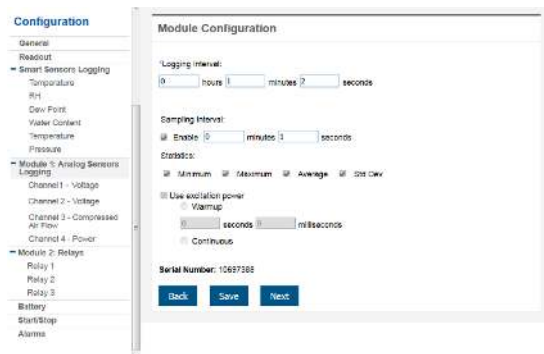 Configuration
General
Readout
Smart Sensors Logging
Temperature
RH
Dew Point
Water Content
Temperature
Pressure
Module 1: Analog Sensors
Logging
Channel 1 - Voltage
Channel 2 - Voltage
Channel 3 - Compressed
Air Flow
Channel 4 - Power
Module 2: Relays
Relay 1
Relay 2
Relay 3
Battery
Start/Stop
Alarms
Module Configuration
*Logging Interval:
0 hours 1 minutes 2 seconds
Sampling Interval:
Enable 0 minutes 1 seconds
Statistics:
Minimum Maximum Average Std Dev
Use excitation power
Warmup
0 seconds 0 milliseconds
Continuous
Serial Number: 10697388
Back Save Next